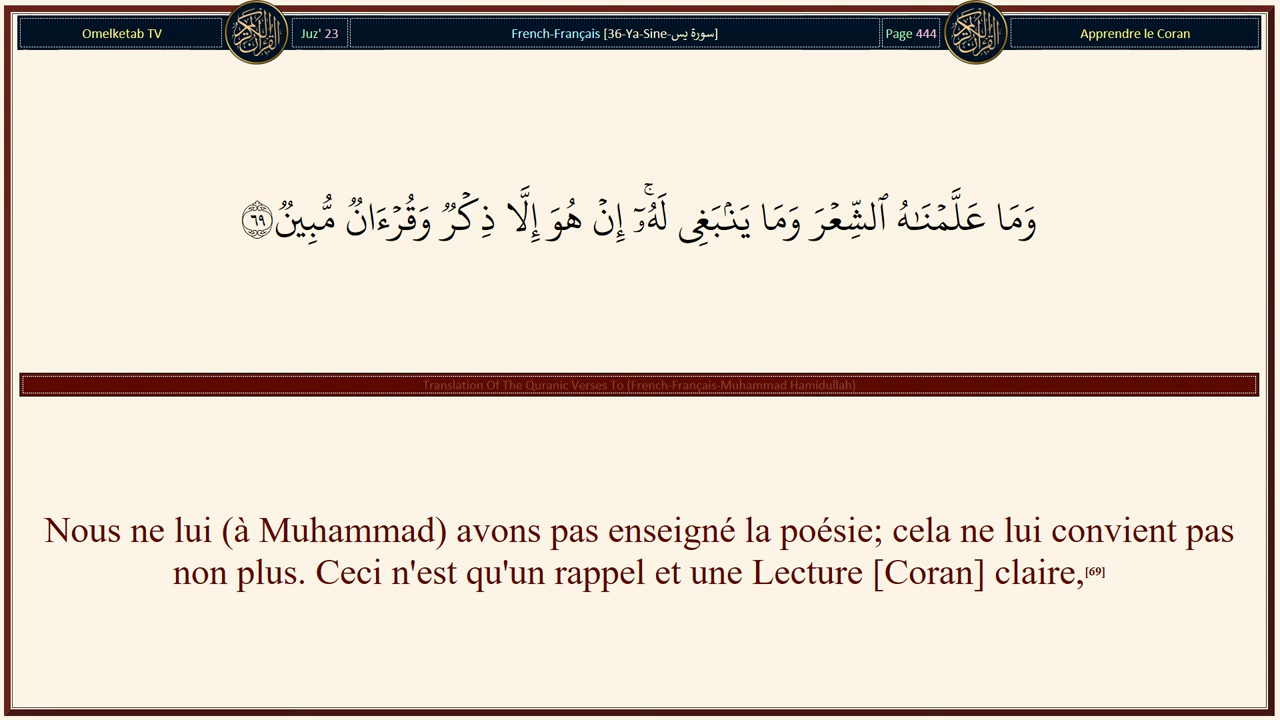 Omelketab TV
Juz' 23
French-Français [36-Ya-Sine-سورة يس]
Page 444
Apprendre le Coran
وَمَا عَلَّمْنَـٰهُ ٱلشِّعْرَ وَمَا يَنۢبَغِى لَهُۥٓ ۚ إِنْ هُوَ إِلَّا ذِكْرٌ وَقُرْءَانٌ مُّبِينٌ ٦٩
Translation Of The Quranic Verses To (French-Français-Muhammad Hamidullah)
Nous ne lui (à Muhammad) avons pas enseigné la poésie; cela ne lui convient pas
non plus. Ceci n'est qu'un rappel et une Lecture [Coran] claire,[69]